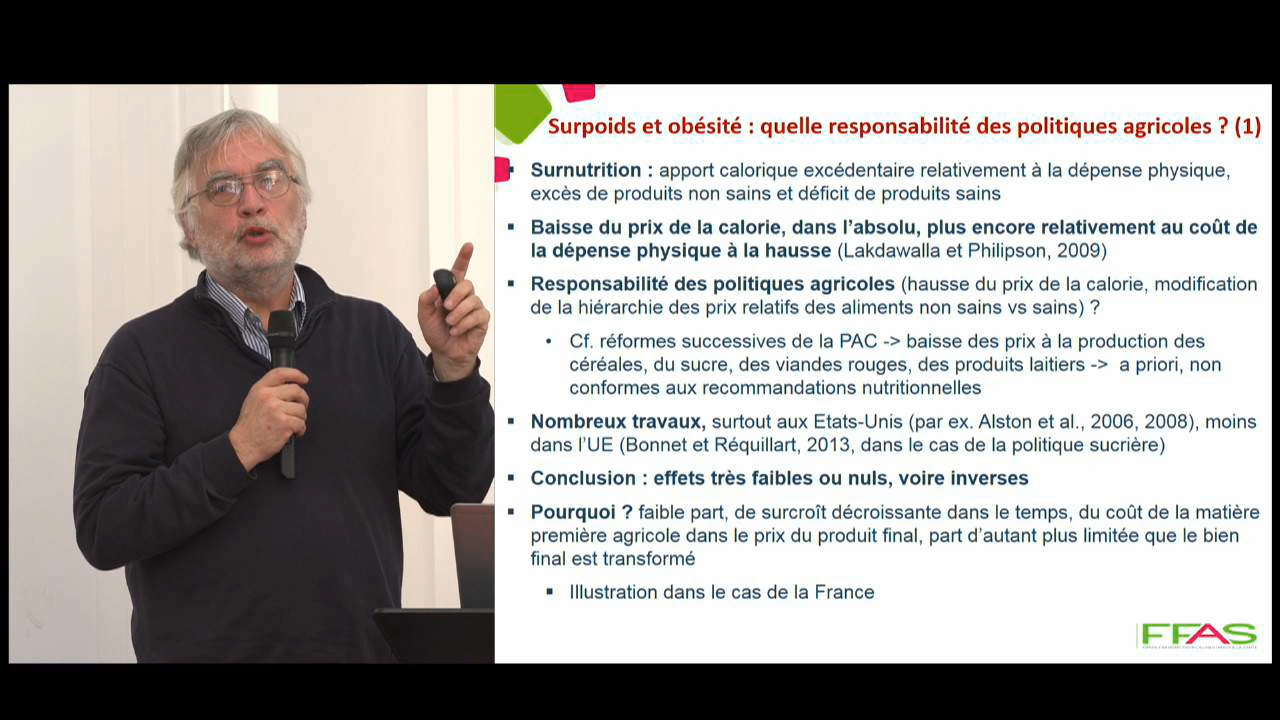 Surpoids et obésité : quelle responsabilité des politiques agricoles ? (1)
▪ Surnutrition : apport calorique excédentaire relativement à la dépense physique,
excès de produits non sains et déficit de produits sains
▪ Baisse du prix de la calorie, dans l’absolu, plus encore relativement au coût de
la dépense physique à la hausse (Lakdawalla et Philipson, 2009)
▪ Responsabilité des politiques agricoles (hausse du prix de la calorie, modification
de la hiérarchie des prix relatifs des aliments non sains vs sains) ?
• Cf. réformes successives de la PAC -> baisse des prix à la production des
céréales, du sucre, des viandes rouges, des produits laitiers -> a priori, non
conformes aux recommandations nutritionnelles
▪ Nombreux travaux, surtout aux Etats-Unis (par ex. Alston et al., 2006, 2008), moins
dans l’UE (Bonnet et Réquillart, 2013, dans le cas de la politique sucrière)
▪ Conclusion : effets très faibles ou nuls, voire inverses
▪ Pourquoi ? faible part, de surcroît décroissante dans le temps, du coût de la matière
première agricole dans le prix du produit final, part d’autant plus limitée que le bien
final est transformé
▪ Illustration dans le cas de la France
FFAS